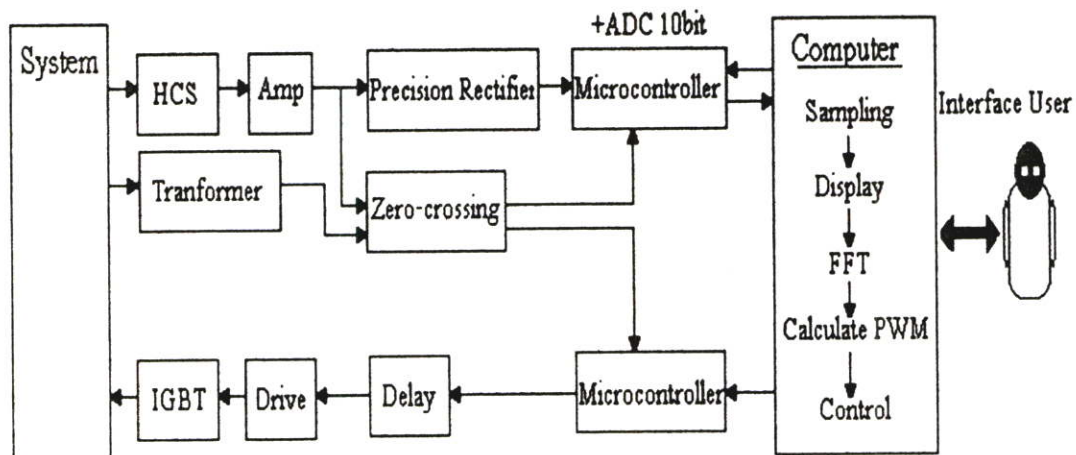 System
HCS
Amp
Precision Rectifier
+ADC 10bit
Microcontroller
Computer
Sampling
Display
FFT
Calculate PWM
Control
Interface User
Tranformer
Zero-crossing
IGBT
Drive
Delay
Microcontroller